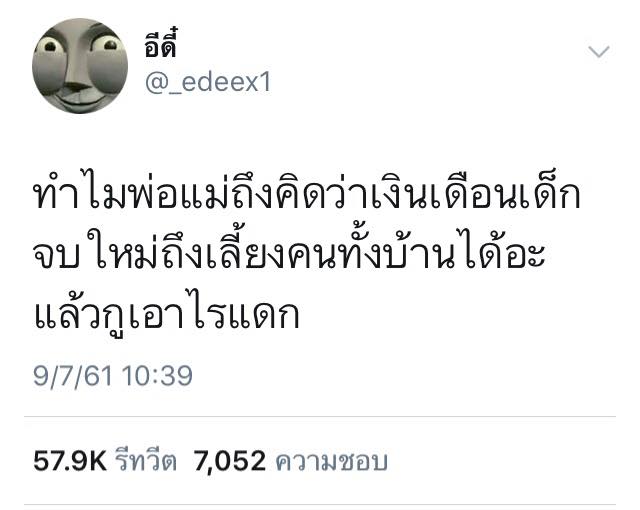 อีดี๋
@_edeex1
ทำไมพ่อแม่ถึงคิดว่าเงินเดือนเด็ก
จบใหม่ถึงเลี้ยงคนทั้งบ้านได้อะ
แล้วกูเอาไรแดก
9/7/61 10:39
57.9K รีทวีต 7,052 ความชอบ